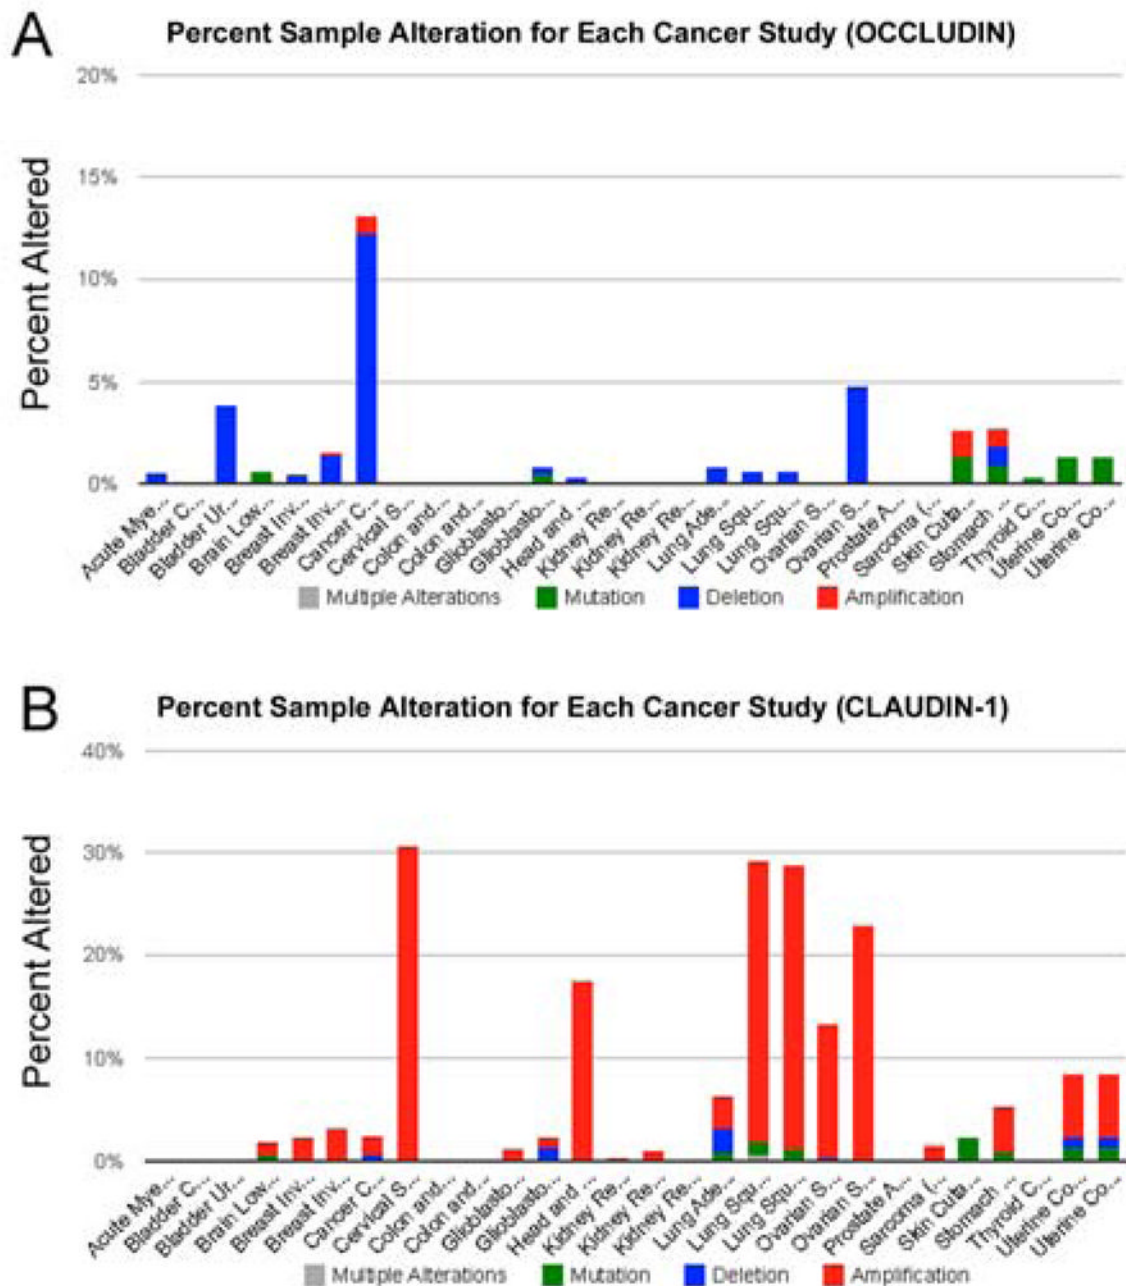 A
Percent Sample Alteration for Each Cancer Study (OCCLUDIN)
Percent Altered
20%
15%
10%
5%
0%
Acute Mye...
Bladder C...
Bladder Ur...
Brain Low...
Breast Inv...
Breast Inv...
Cancer C...
Cervical S...
Colon and...
Colon and...
Glioblasto...
Glioblasto...
Head and ...
Kidney Re...
Kidney Re...
Kidney Re...
Lung Ade...
Lung Squ...
Lung Squ...
Ovarian S...
Ovarian S...
Prostate A...
Sarcoma (...
Skin Cuta...
Stomach ...
Thyroid C...
Uterine Co...
Uterine Co...
Multiple Alterations Mutation Deletion Amplification
B
Percent Sample Alteration for Each Cancer Study (CLAUDIN-1)
Percent Altered
40%
30%
20%
10%
0%
Acute Mye...
Bladder C...
Bladder Ur...
Brain Low...
Breast Inv...
Breast Inv...
Cancer C...
Cervical S...
Colon and...
Colon and...
Glioblasto...
Glioblasto...
Head and ...
Kidney Re...
Kidney Re...
Kidney Re...
Lung Ade...
Lung Squ...
Lung Squ...
Ovarian S...
Ovarian S...
Prostate A...
Sarcoma (...
Skin Cuta...
Stomach ...
Thyroid C...
Uterine Co...
Uterine Co...
Multiple Alterations Mutation Deletion Amplification